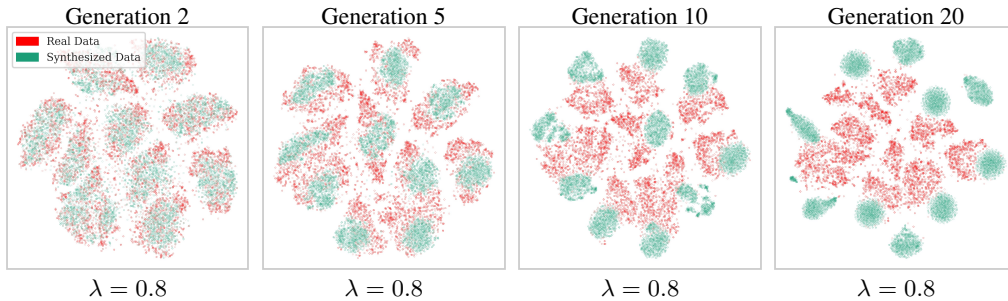 Generation 2
Generation 5
Generation 10
Generation 20
Real Data
Synthesized Data
λ = 0.8
λ = 0.8
λ = 0.8
λ = 0.8